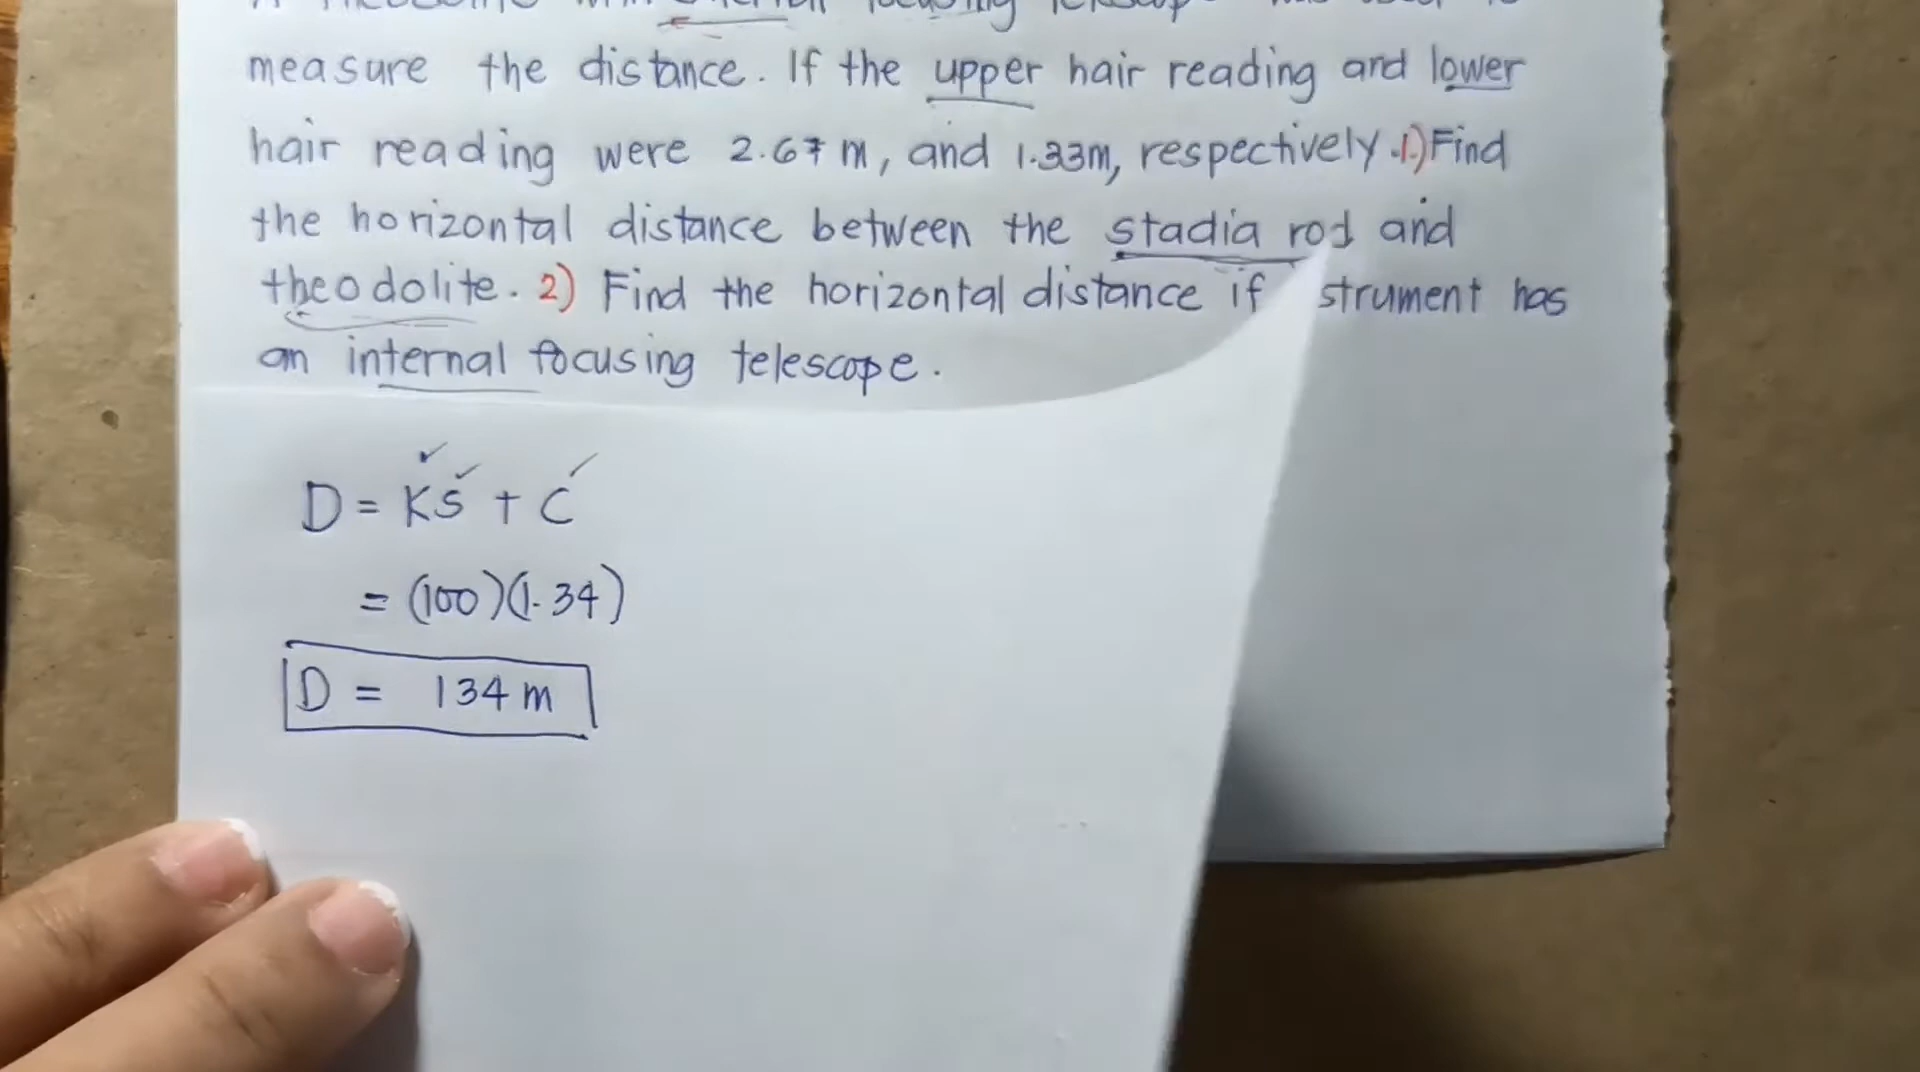 focusing telescope
measure the distance. If the upper hair reading and lower
hair reading were 2.67 m, and 1.33m, respectively. 1.) Find
the horizontal distance between the stadia rod and
theodolite. 2) Find the horizontal distance if strument has
an internal focusing telescope.
D = KS + C
= (100)(1.34)
D = 134 m